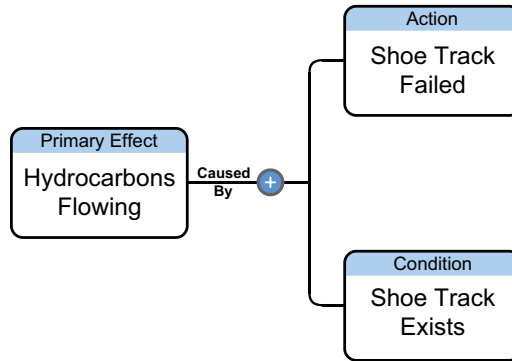 Action
Shoe Track
Failed
Primary Effect
Hydrocarbons
Flowing
Caused
By
+
Condition
Shoe Track
Exists